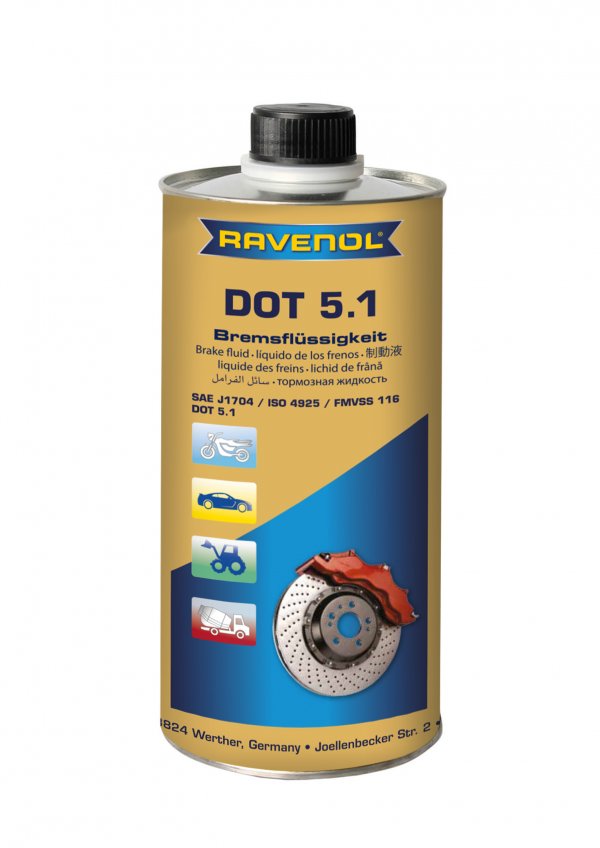 RAVENOL®
DOT 5.1
Bremsflüssigkeit
Brake fluid • líquido de los frenos • 制動液
liquide des freins • lichid de frână
سائل الفرامل • тормозная жидкость
SAE J1704 / ISO 4925 / FMVSS 116
DOT 5.1
3824 Werther, Germany • Joellenbecker Str. 2 •